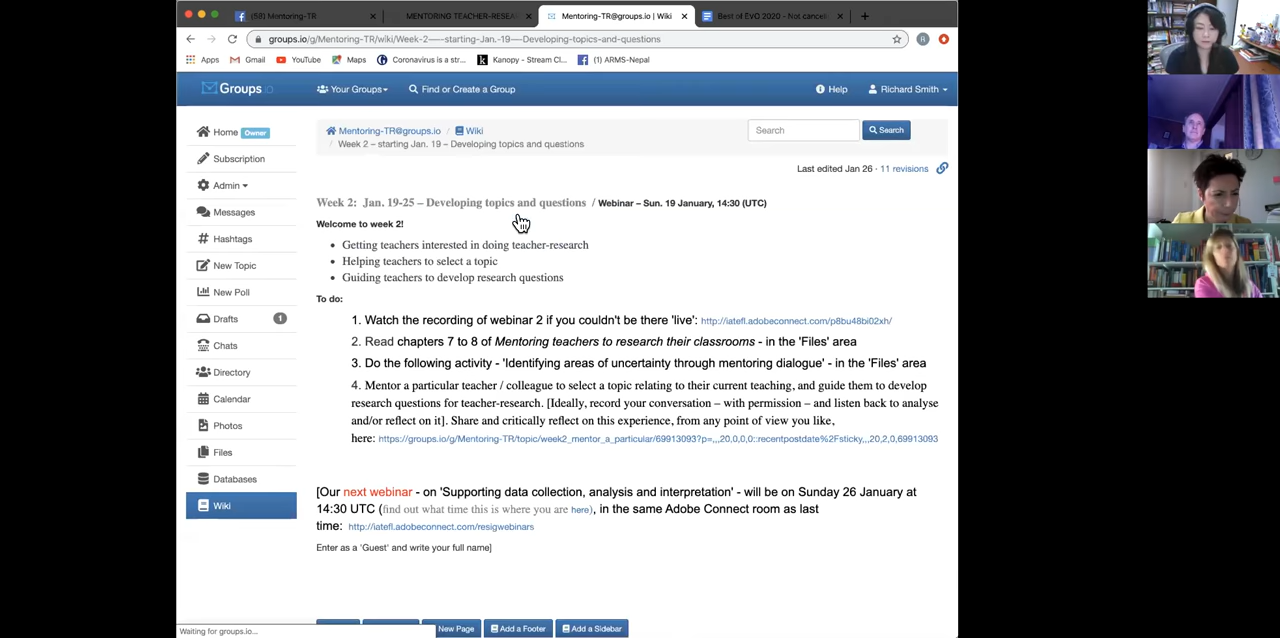 (5B) Mentoring-TR
MENTORING TEACHER-RESEA
Mentoring-TR@groups.io | Wiki
Best of EVO 2020 - Not cancel
groups.io/g/Mentoring-TR/wiki/Week-2----starting-Jan.-19----Developing-topics-and-questions
Apps Gmail YouTube Maps Coronavirus is a str... Kanopy - Stream Cl... (1) ARMS-Nepal
Groups.io Your Groups Find or Create a Group Help Richard Smith
Home Owner
Subscription
Admin
Messages
Hashtags
New Topic
New Poll
Drafts 1
Chats
Directory
Calendar
Photos
Files
Databases
Wiki
Mentoring-TR@groups.io / Wiki
/ Week 2 – starting Jan. 19 – Developing topics and questions
Search Search
Last edited Jan 26 · 11 revisions
Week 2: Jan. 19-25 – Developing topics and questions / Webinar – Sun. 19 January, 14:30 (UTC)
Welcome to week 2!
• Getting teachers interested in doing teacher-research
• Helping teachers to select a topic
• Guiding teachers to develop research questions
To do:
1. Watch the recording of webinar 2 if you couldn't be there 'live': http://iatefl.adobeconnect.com/p8bu48bi02xh/
2. Read chapters 7 to 8 of Mentoring teachers to research their classrooms - in the 'Files' area
3. Do the following activity - 'Identifying areas of uncertainty through mentoring dialogue' - in the 'Files' area
4. Mentor a particular teacher / colleague to select a topic relating to their current teaching, and guide them to develop
research questions for teacher-research. [Ideally, record your conversation – with permission – and listen back to analyse
and/or reflect on it]. Share and critically reflect on this experience, from any point of view you like,
here: https://groups.io/g/Mentoring-TR/topic/week2_mentor_a_particular/69913093?p=,,,20,0,0,0::recentpostdate%2Fsticky,,,20,2,0,69913093
[Our next webinar - on 'Supporting data collection, analysis and interpretation' - will be on Sunday 26 January at
14:30 UTC (find out what time this is where you are here), in the same Adobe Connect room as last
time: http://iatefl.adobeconnect.com/resigwebinars
Enter as a 'Guest' and write your full name]
New Page Add a Footer Add a Sidebar
Waiting for groups.io...